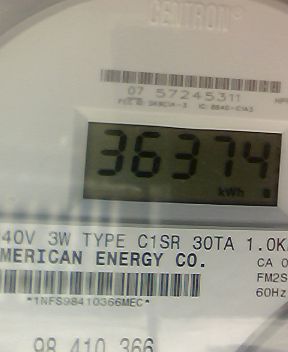 CENTRON®
07 57245311
36374
kWh
40V 3W TYPE C1SR 30TA 1.0K
MERICAN ENERGY CO.
CA 0
FM2S
60Hz
*1NFS98410366MEC*
98 410 366